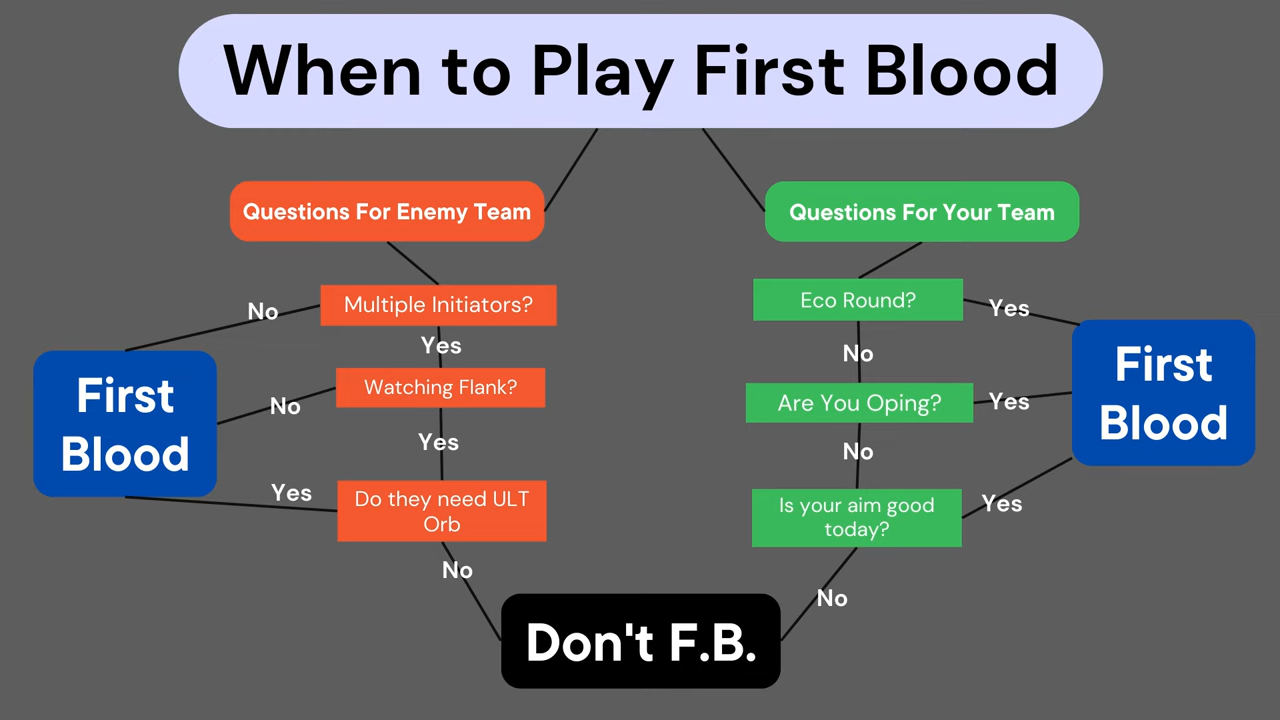 When to Play First Blood
Questions For Enemy Team
Questions For Your Team
Multiple Initiators?
No
Yes
Watching Flank?
No
Yes
Do they need ULT
Orb
Yes
No
First
Blood
Eco Round?
Yes
No
Are You Oping?
Yes
No
Is your aim good
today?
Yes
No
First
Blood
Don't F.B.